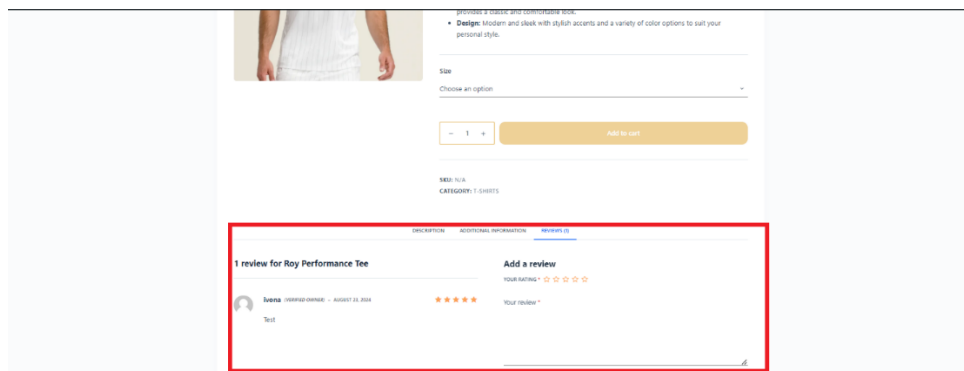 provides a classic and comfortable look.
Design: Modern and sleek with stylish accents and a variety of color options to suit your
personal style.
Size
Choose an option
- 1 +
Add to cart
SKU: N/A
CATEGORY: T-SHIRTS
DESCRIPTION ADDITIONAL INFORMATION REVIEWS (1)
1 review for Roy Performance Tee
ivona (VERIFIED OWNER) – AUGUST 23, 2024
Test
Add a review
YOUR RATING *
Your review *